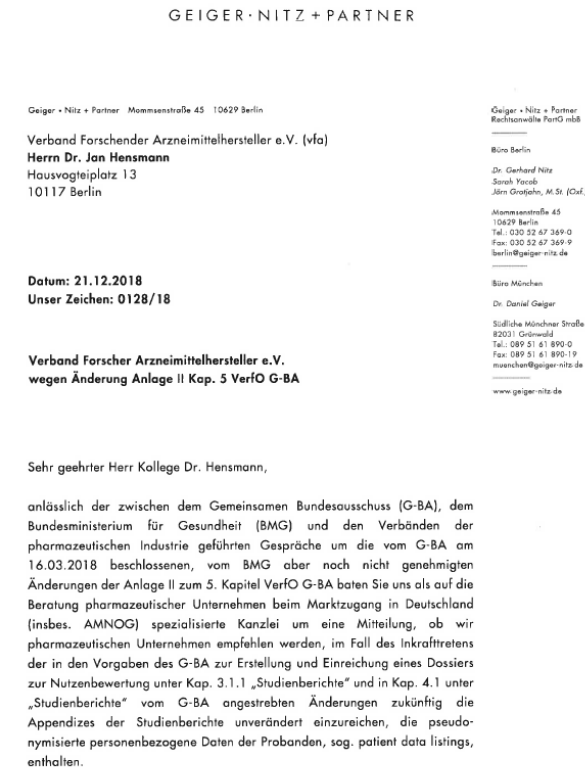 GEIGER·NITZ+PARTNER
Geiger • Nitz + Partner Mommsenstraße 45 10629 Berlin
Verband Forschender Arzneimittelhersteller e.V. (vfa)
Herrn Dr. Jan Hensmann
Hausvogteiplatz 13
10117 Berlin
Datum: 21.12.2018
Unser Zeichen: 0128/18
Verband Forscher Arzneimittelhersteller e.V.
wegen Änderung Anlage II Kap. 5 VerfO G-BA
Sehr geehrter Herr Kollege Dr. Hensmann,
anlässlich der zwischen dem Gemeinsamen Bundesausschuss (G-BA), dem
Bundesministerium für Gesundheit (BMG) und den Verbänden der
pharmazeutischen Industrie geführten Gespräche um die vom G-BA am
16.03.2018 beschlossenen, vom BMG aber noch nicht genehmigten
Änderungen der Anlage II zum 5. Kapitel VerfO G-BA baten Sie uns als auf die
Beratung pharmazeutischer Unternehmen beim Marktzugang in Deutschland
(insbes. AMNOG) spezialisierte Kanzlei um eine Mitteilung, ob wir
pharmazeutischen Unternehmen empfehlen werden, im Fall des Inkrafttretens
der in den Vorgaben des G-BA zur Erstellung und Einreichung eines Dossiers
zur Nutzenbewertung unter Kap. 3.1.1 „Studienberichte" und in Kap. 4.1 unter
„Studienberichte" vom G-BA angestrebten Änderungen zukünftig die
Appendizes der Studienberichte unverändert einzureichen, die pseudo-
nymisierte personenbezogene Daten der Probanden, sog. patient data listings,
enthalten.
Geiger • Nitz + Partner
Rechtsanwälte PartG mbB
Büro Berlin
Dr. Gerhard Nitz
Sarah Yacob
Jörn Grotjahn, M.St. (Oxf.
Mommsenstraße 45
10629 Berlin
Tel.: 030 52 67 369-0
Fax: 030 52 67 369-9
berlin@geiger-nitz.de
Büro München
Dr. Daniel Geiger
Südliche Münchner Straße
82031 Grünwald
Tel.: 089 51 61 890-0
Fax: 089 51 61 890-19
muenchen@geiger-nitz.de
www.geiger-nitz.de